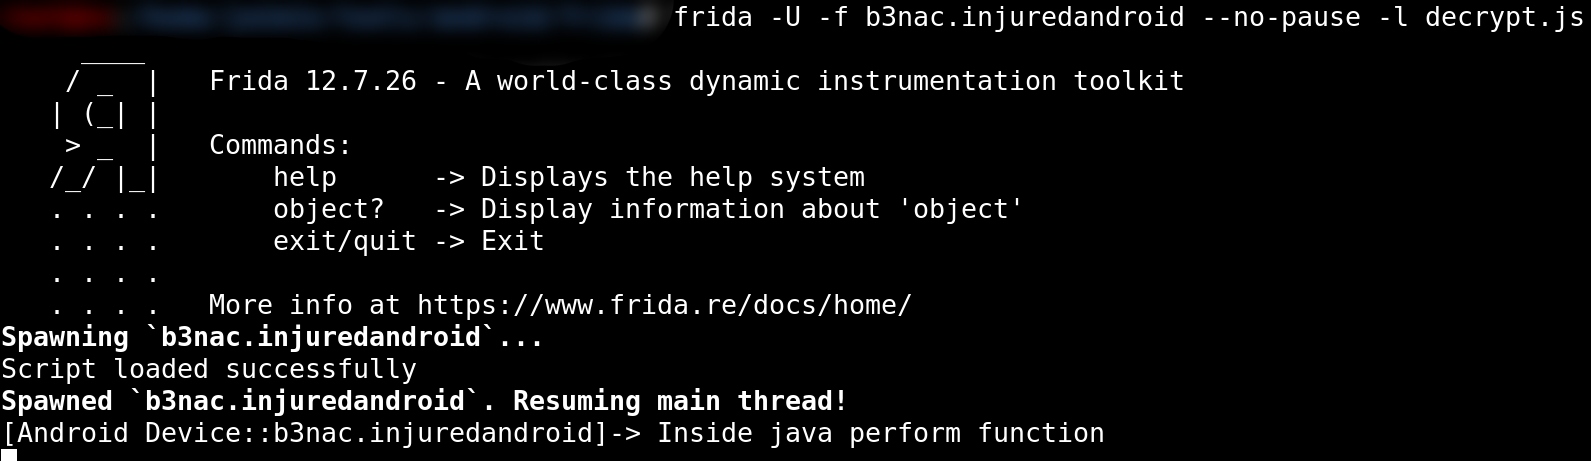 frida -U -f b3nac.injuredandroid --no-pause -l decrypt.js
     ____
    / _  |   Frida 12.7.26 - A world-class dynamic instrumentation toolkit
   | (_| |
    > _  |   Commands:
   /_/ |_|       help      -> Displays the help system
   . . . .       object?   -> Display information about 'object'
   . . . .       exit/quit -> Exit
   . . . .
   . . . .   More info at https://www.frida.re/docs/home/
Spawning `b3nac.injuredandroid`...
Script loaded successfully
Spawned `b3nac.injuredandroid`. Resuming main thread!
[Android Device::b3nac.injuredandroid]-> Inside java perform function